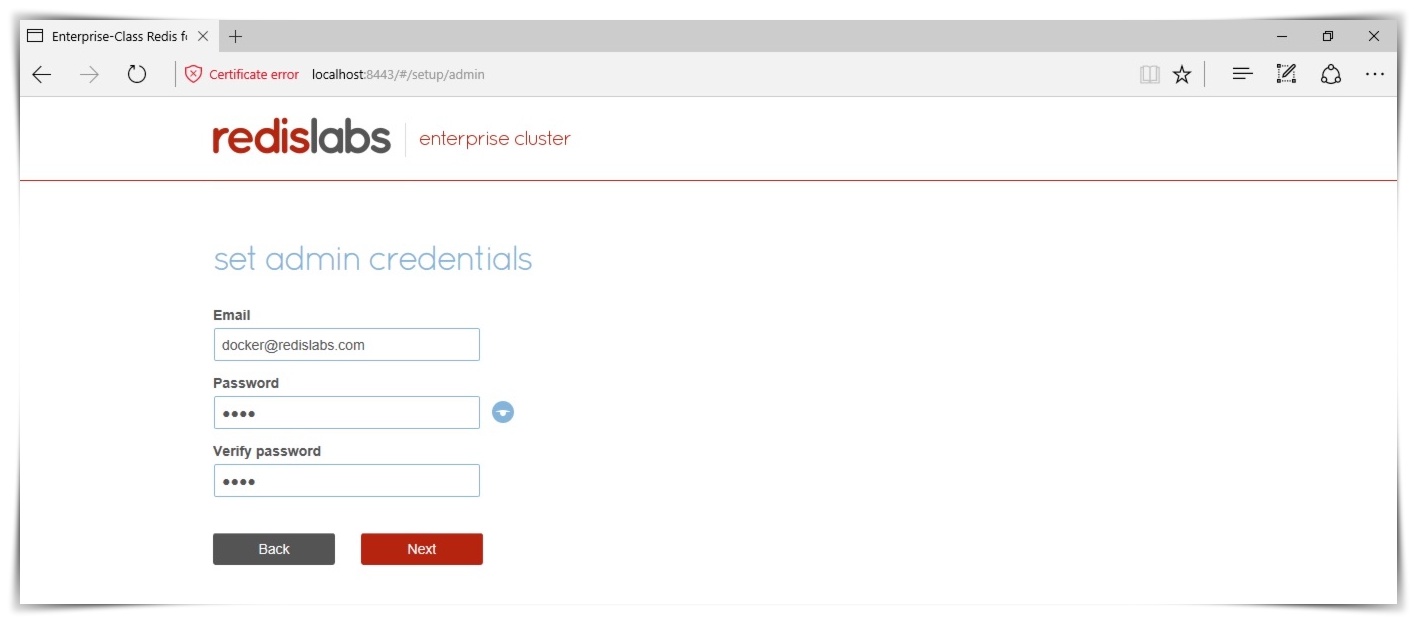 Enterprise-Class Redis f
Certificate error localhost:8443/#/setup/admin
redislabs enterprise cluster
set admin credentials
Email
docker@redislabs.com
Password
••••
Verify password
••••
Back Next